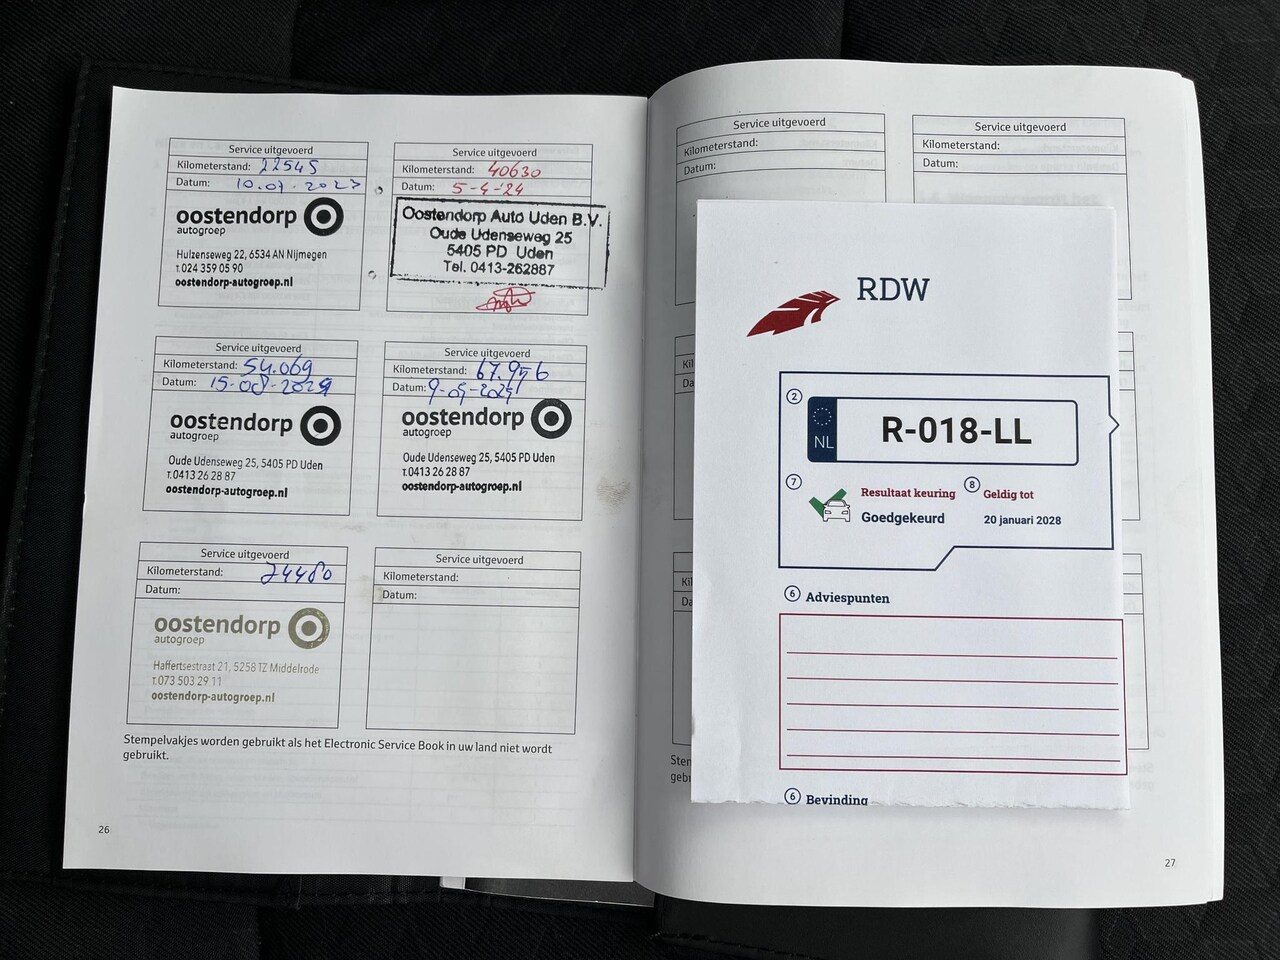 Service uitgevoerd
Kilometerstand: 22545
Datum: 10.07.2023
oostendorp
autogroep
Hulzenseweg 22, 6534 AN Nijmegen
T.024 359 05 90
oostendorp-autogroep.nl
Service uitgevoerd
Kilometerstand: 40630
Datum: 5-4-'24
Oostendorp Auto Uden B.V.
Oude Udenseweg 25
5405 PD Uden
Tel. 0413-262887
Service uitgevoerd
Kilometerstand: 54.069
Datum: 15-08-2024
oostendorp
autogroep
Oude Udenseweg 25, 5405 PD Uden
T.0413 26 28 87
oostendorp-autogroep.nl
Service uitgevoerd
Kilometerstand: 67.956
Datum:
oostendorp
autogroep
Oude Udenseweg 25, 5405 PD Uden
T.0413 26 28 87
oostendorp-autogroep.nl
Service uitgevoerd
Kilometerstand: 74480
Datum:
oostendorp
autogroep
Haffertsestraat 21, 5258 TZ Middelrode
T.073 503 29 11
oostendorp-autogroep.nl
Service uitgevoerd
Kilometerstand:
Datum:
Stempelvakjes worden gebruikt als het Electronic Service Book in uw land niet wordt
gebruikt.
26
Service uitgevoerd
Kilometerstand:
Datum:
Service uitgevoerd
Kilometerstand:
Datum:
RDW
2
NL
R-018-LL
7
Resultaat keuring
Goedgekeurd
8
Geldig tot
20 januari 2028
6 Adviespunten
6 Bevinding
27